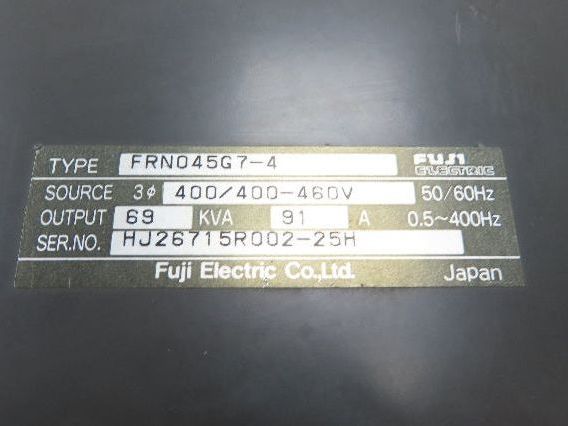 TYPE FRN045G7-4 FUJI ELECTRIC
SOURCE 3φ 400/400-460V 50/60Hz
OUTPUT 69 KVA 91 A 0.5~400Hz
SER.NO. HJ26715R002-25H
Fuji Electric Co.,Ltd. Japan